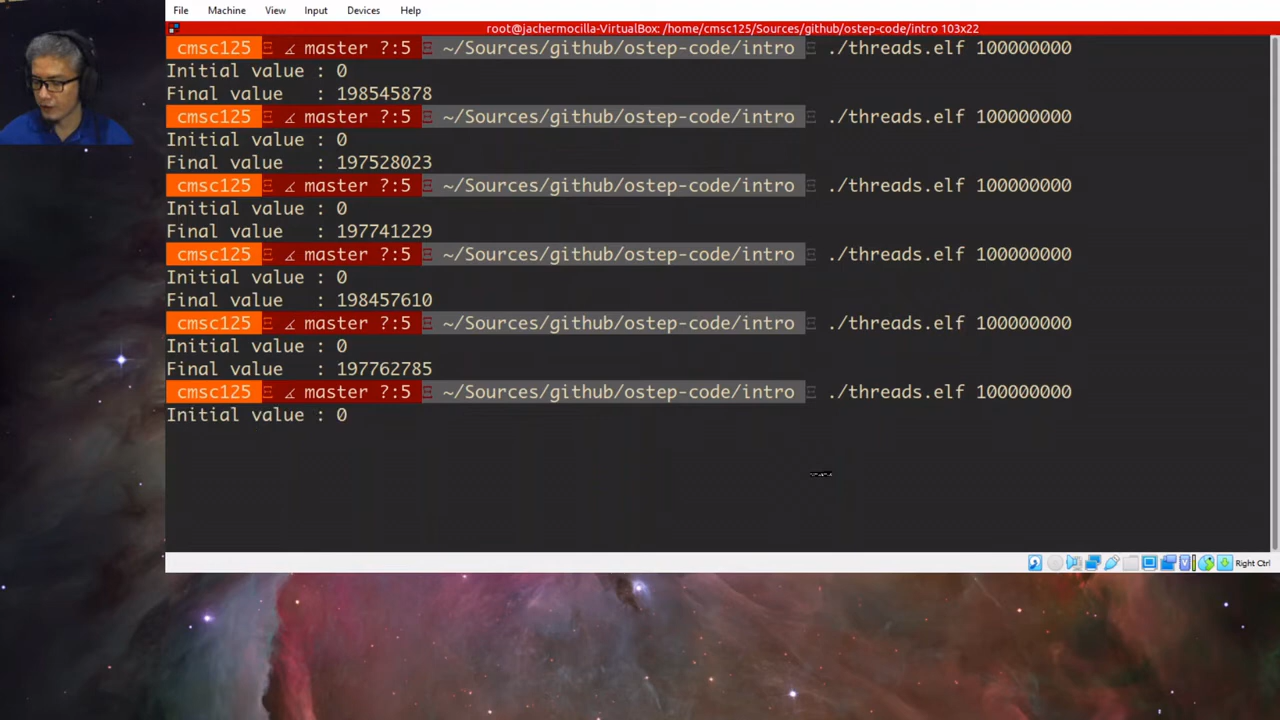 File Machine View Input Devices Help
root@jachermocilla-VirtualBox: /home/cmsc125/Sources/github/ostep-code/intro 103x22
cmsc125 master ?:5 ~/Sources/github/ostep-code/intro ./threads.elf 100000000
Initial value : 0
Final value   : 198545878
cmsc125 master ?:5 ~/Sources/github/ostep-code/intro ./threads.elf 100000000
Initial value : 0
Final value   : 197528023
cmsc125 master ?:5 ~/Sources/github/ostep-code/intro ./threads.elf 100000000
Initial value : 0
Final value   : 197741229
cmsc125 master ?:5 ~/Sources/github/ostep-code/intro ./threads.elf 100000000
Initial value : 0
Final value   : 198457610
cmsc125 master ?:5 ~/Sources/github/ostep-code/intro ./threads.elf 100000000
Initial value : 0
Final value   : 197762785
cmsc125 master ?:5 ~/Sources/github/ostep-code/intro ./threads.elf 100000000
Initial value : 0
Right Ctrl